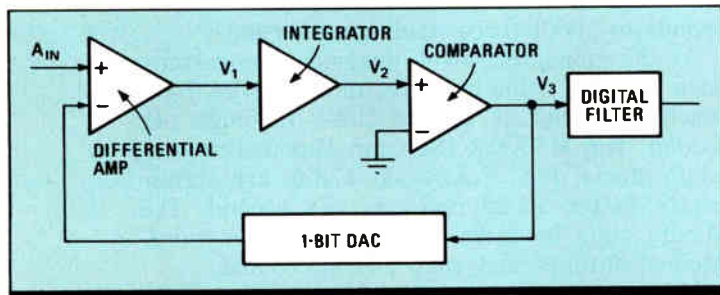 A_IN
+
−
DIFFERENTIAL
AMP
V₁
INTEGRATOR
V₂
COMPARATOR
+
−
V₃
DIGITAL
FILTER
1-BIT DAC